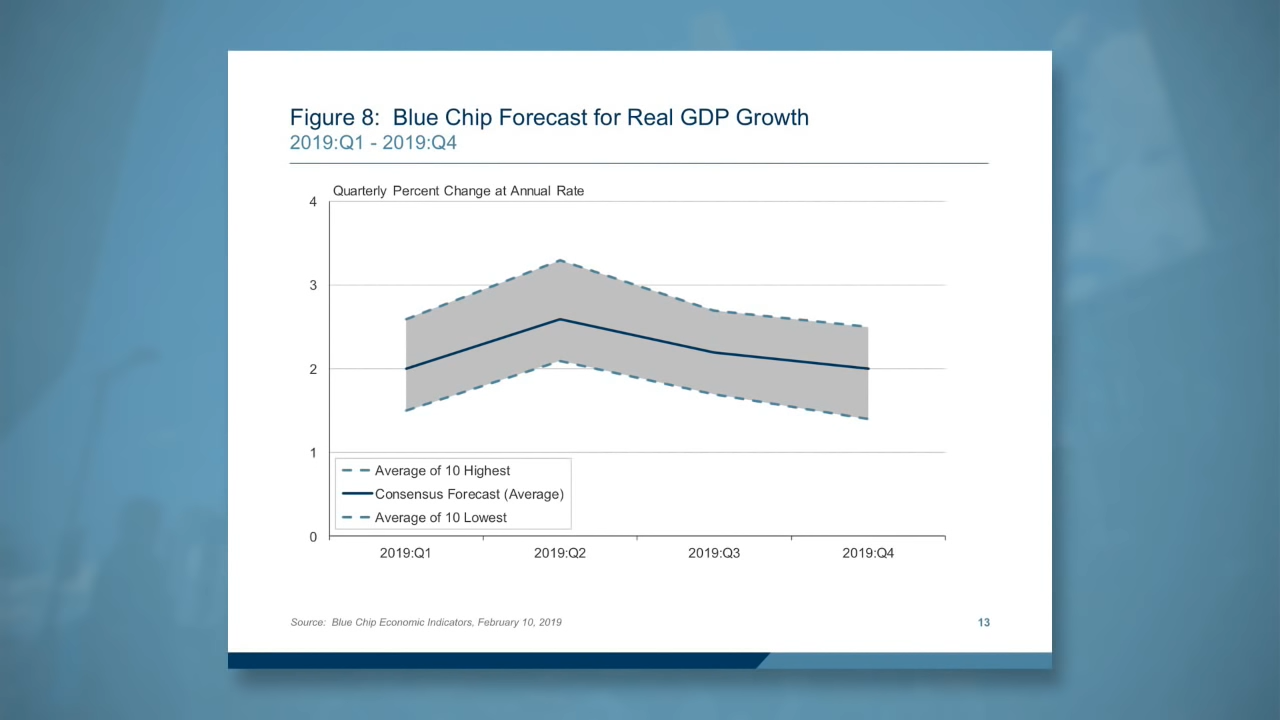 Figure 8: Blue Chip Forecast for Real GDP Growth
2019:Q1 - 2019:Q4
Quarterly Percent Change at Annual Rate
4
3
2
1
0
Average of 10 Highest
Consensus Forecast (Average)
Average of 10 Lowest
2019:Q1 2019:Q2 2019:Q3 2019:Q4
Source: Blue Chip Economic Indicators, February 10, 2019
13